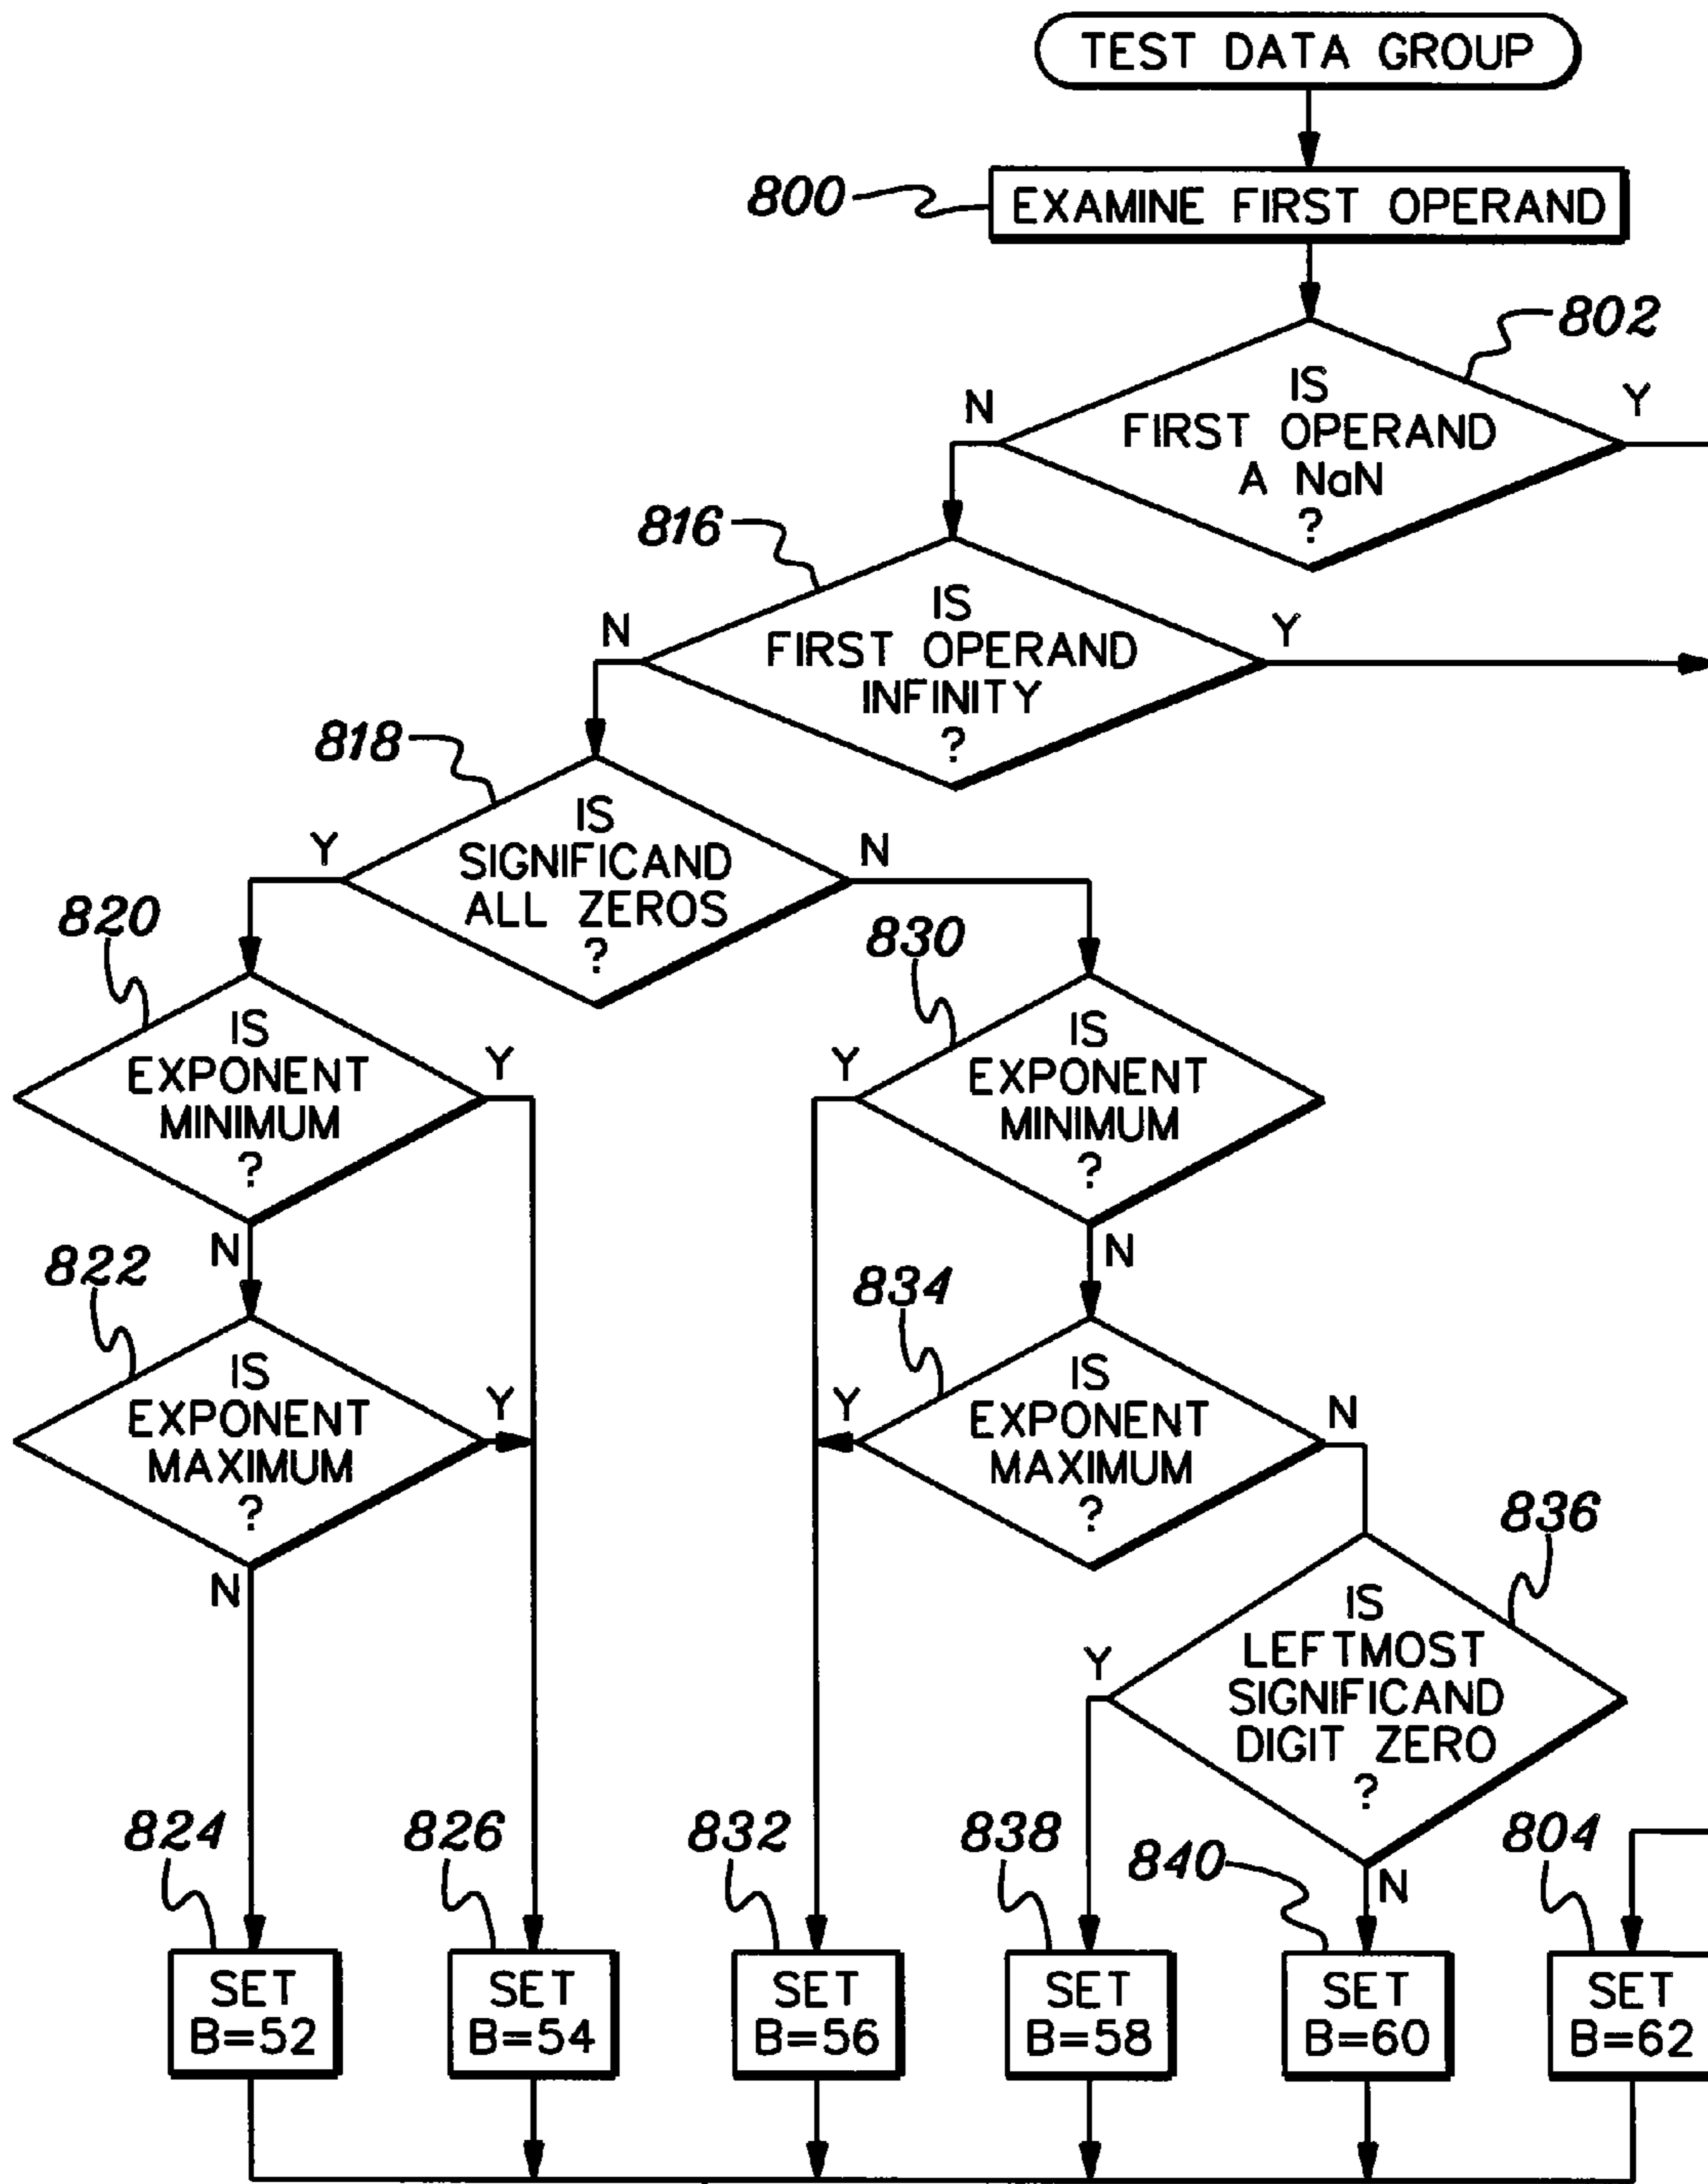 TEST DATA GROUP
800
EXAMINE FIRST OPERAND
802
IS
FIRST OPERAND
A NaN
?
N
Y
816
IS
FIRST OPERAND
INFINITY
?
N
Y
818
IS
SIGNIFICAND
ALL ZEROS
?
Y
N
820
IS
EXPONENT
MINIMUM
?
Y
N
830
IS
EXPONENT
MINIMUM
?
Y
N
822
IS
EXPONENT
MAXIMUM
?
Y
N
834
IS
EXPONENT
MAXIMUM
?
Y
N
836
IS
LEFTMOST
SIGNIFICAND
DIGIT ZERO
?
Y
N
824
SET
B=52
826
SET
B=54
832
SET
B=56
838
SET
B=58
840
SET
B=60
804
SET
B=62